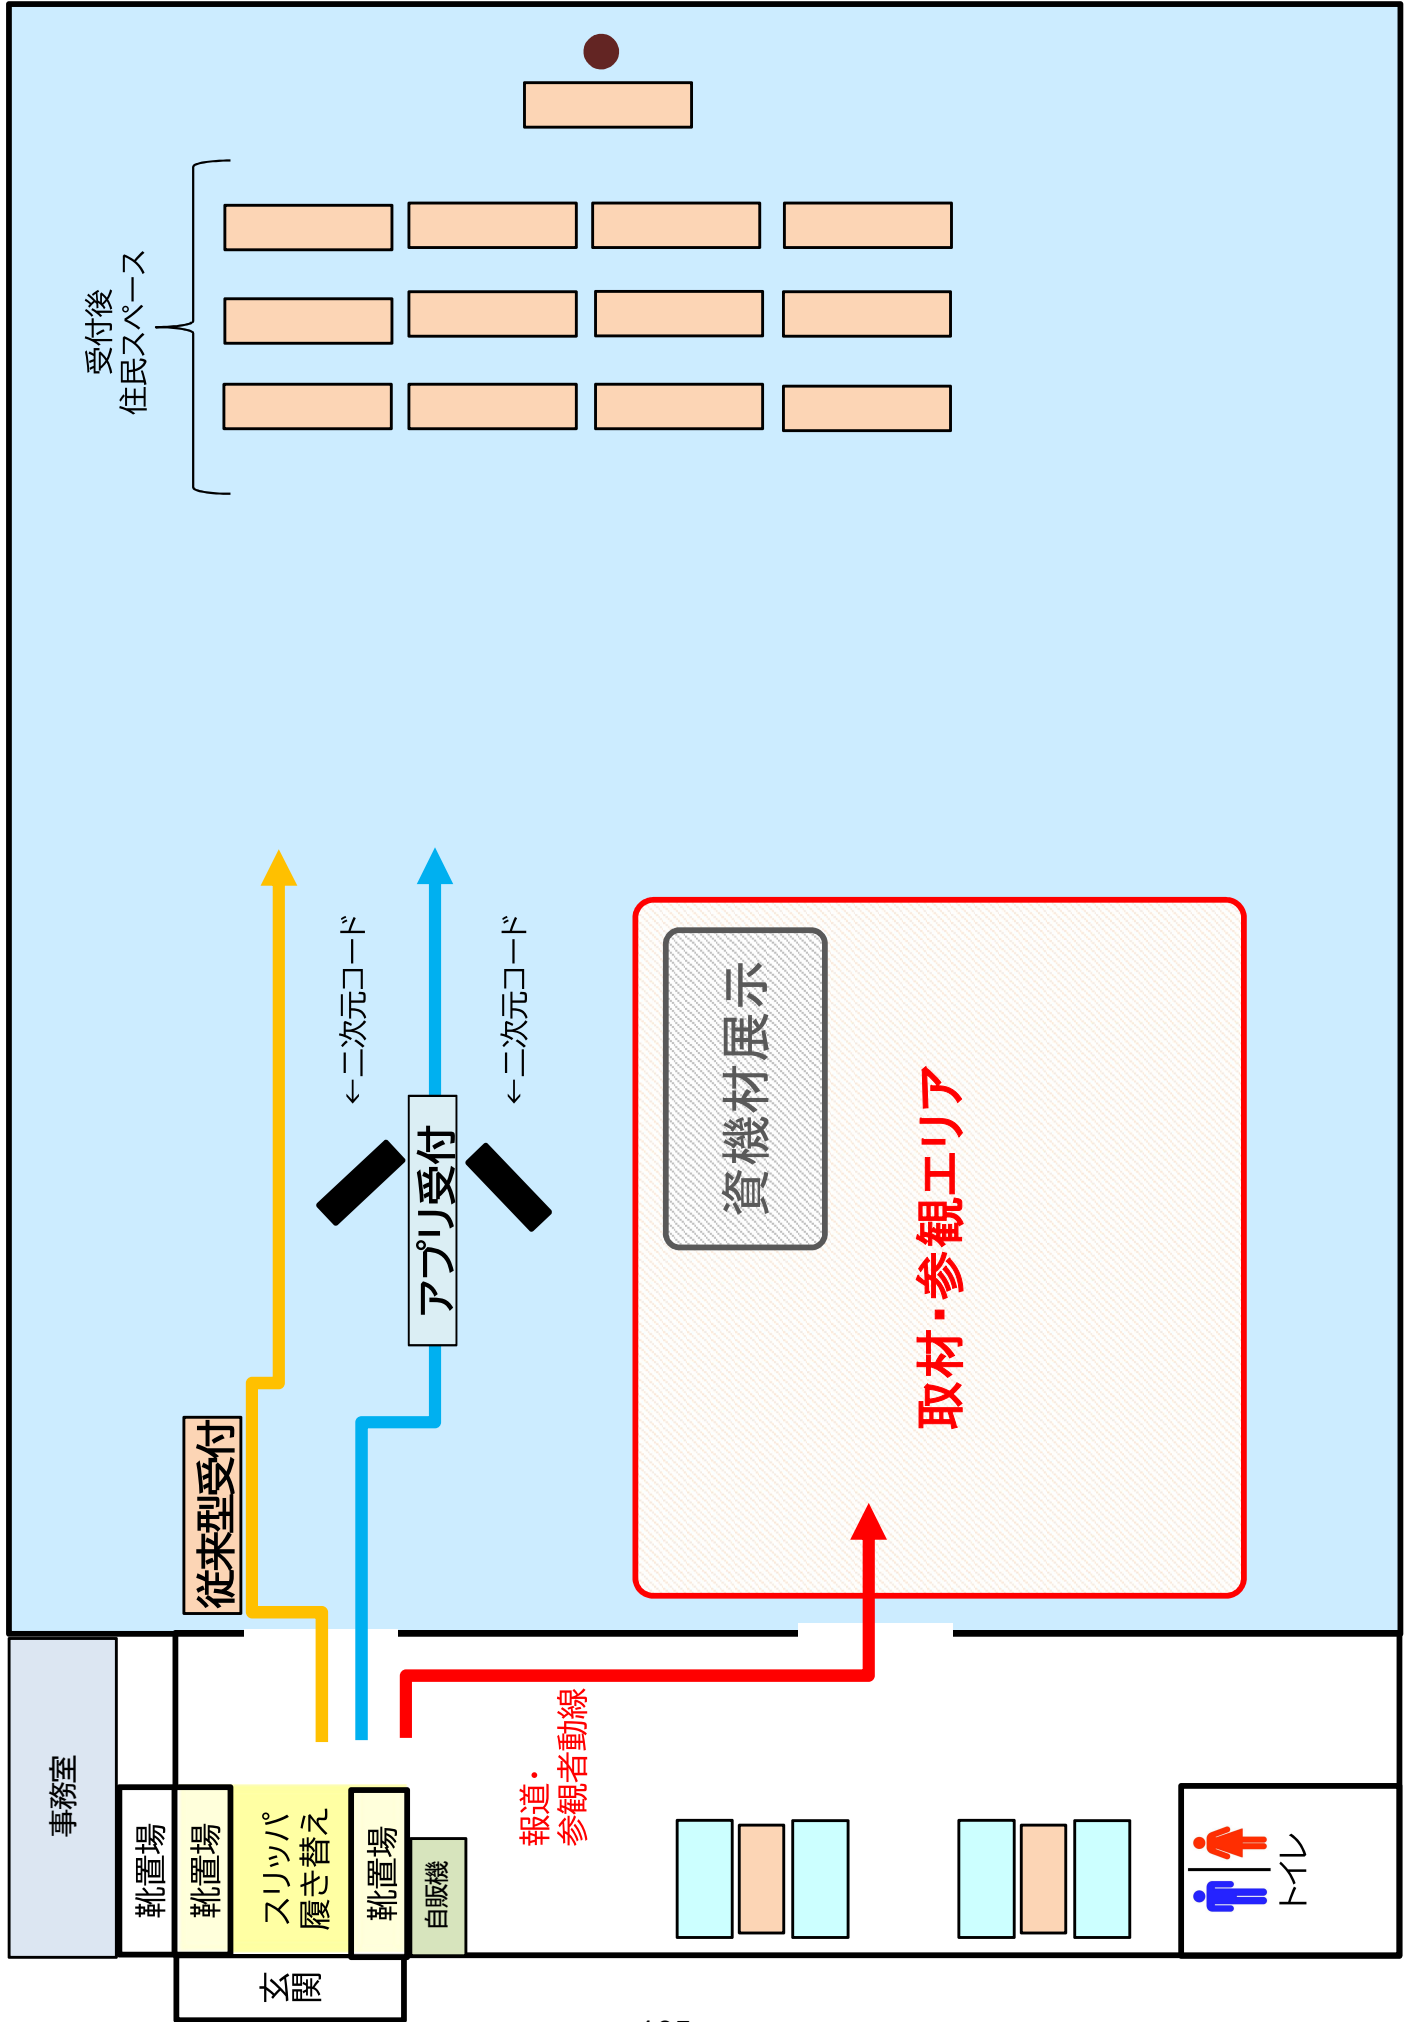 受付後
住民スペース
←二次元コード
←二次元コード
アプリ受付
従来型受付
資機材展示
取材・参観エリア
報道・
参観者動線
事務室
靴置場
靴置場
スリッパ
履き替え
靴置場
自販機
玄
関
トイレ